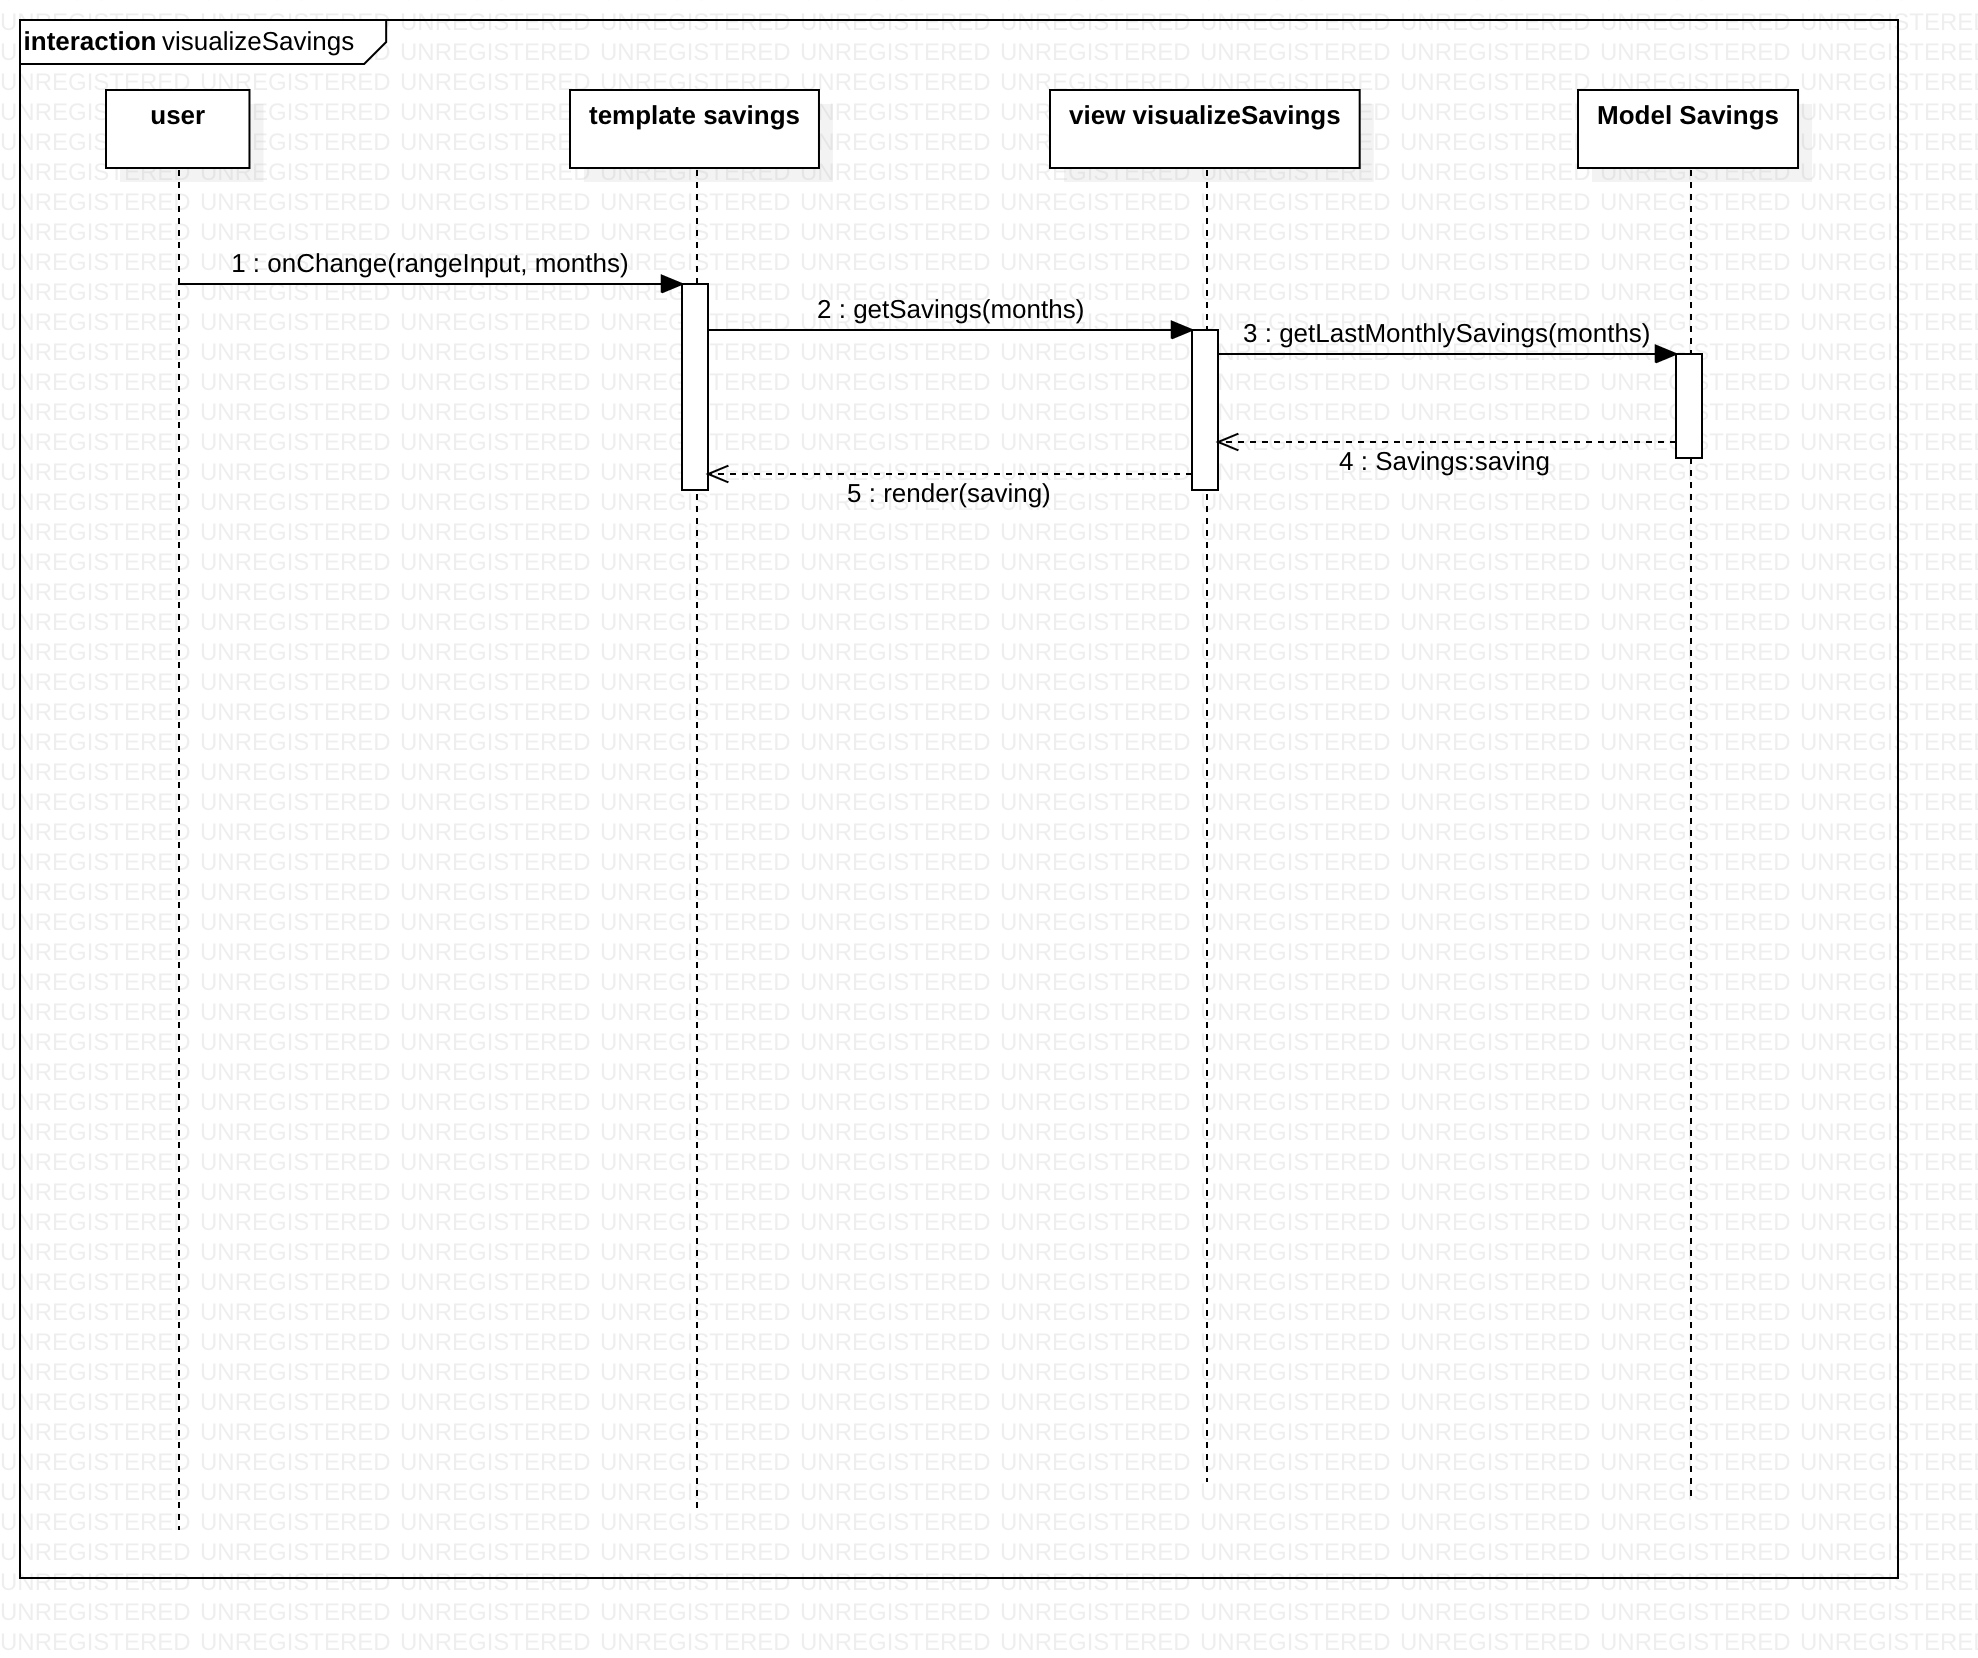 interaction visualizeSavings
user
template savings
view visualizeSavings
Model Savings
1 : onChange(rangeInput, months)
2 : getSavings(months)
3 : getLastMonthlySavings(months)
4 : Savings:saving
5 : render(saving)
UNREGISTERED